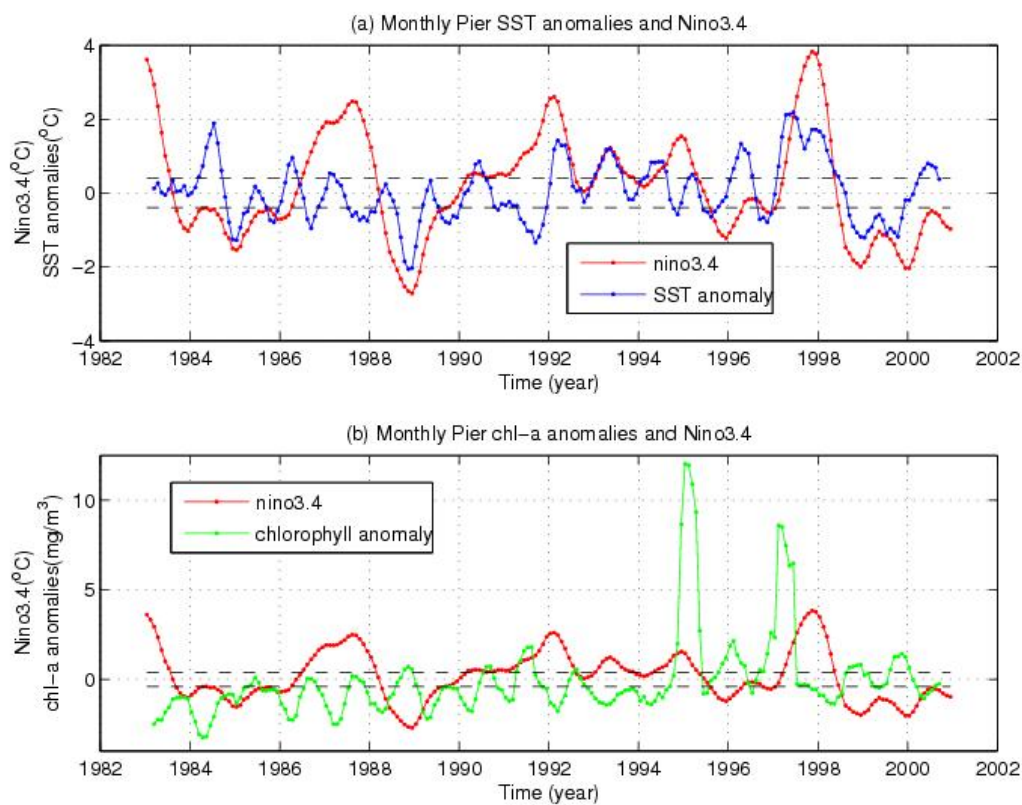 (a) Monthly Pier SST anomalies and Nino3.4
Nino3.4(°C)
SST anomalies(°C)
4
2
0
−2
−4
nino3.4
SST anomaly
1982 1984 1986 1988 1990 1992 1994 1996 1998 2000 2002
Time (year)
(b) Monthly Pier chl−a anomalies and Nino3.4
Nino3.4(°C)
chl−a anomalies(mg/m³)
10
5
0
nino3.4
chlorophyll anomaly
1982 1984 1986 1988 1990 1992 1994 1996 1998 2000 2002
Time (year)